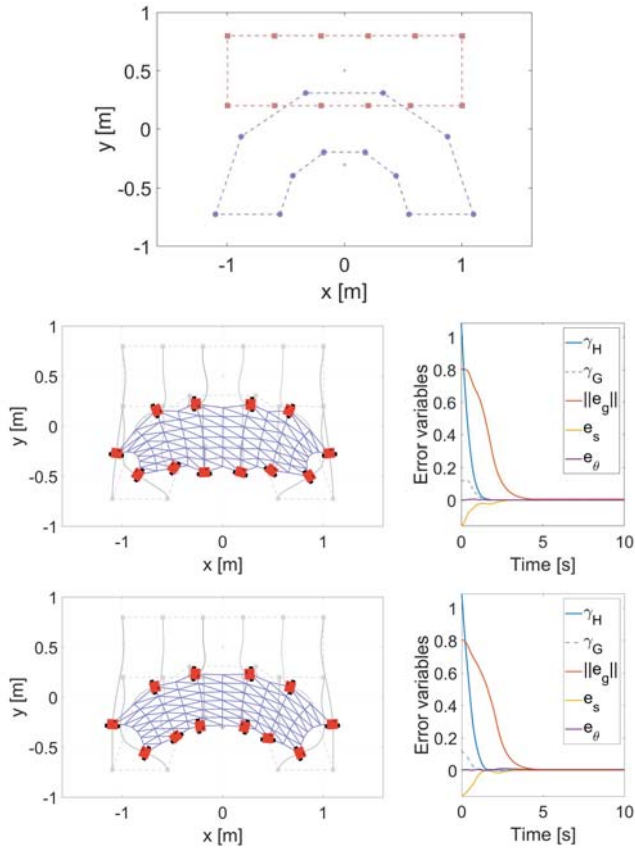 1
0.5
0
0.5
-1
-1
0
1
y [m]
x [m]
1
0.5
0
-0.5
-1
-1
0
1
y [m]
x [m]
1
0.8
0.6
0.4
0.2
0
0
5
10
Error variables
Time [s]
γH
γG
||eg||
es
eθ
1
0.5
0
-0.5
-1
-1
0
1
y [m]
x [m]
1
0.8
0.6
0.4
0.2
0
0
5
10
Error variables
Time [s]
γH
γG
||eg||
es
eθ